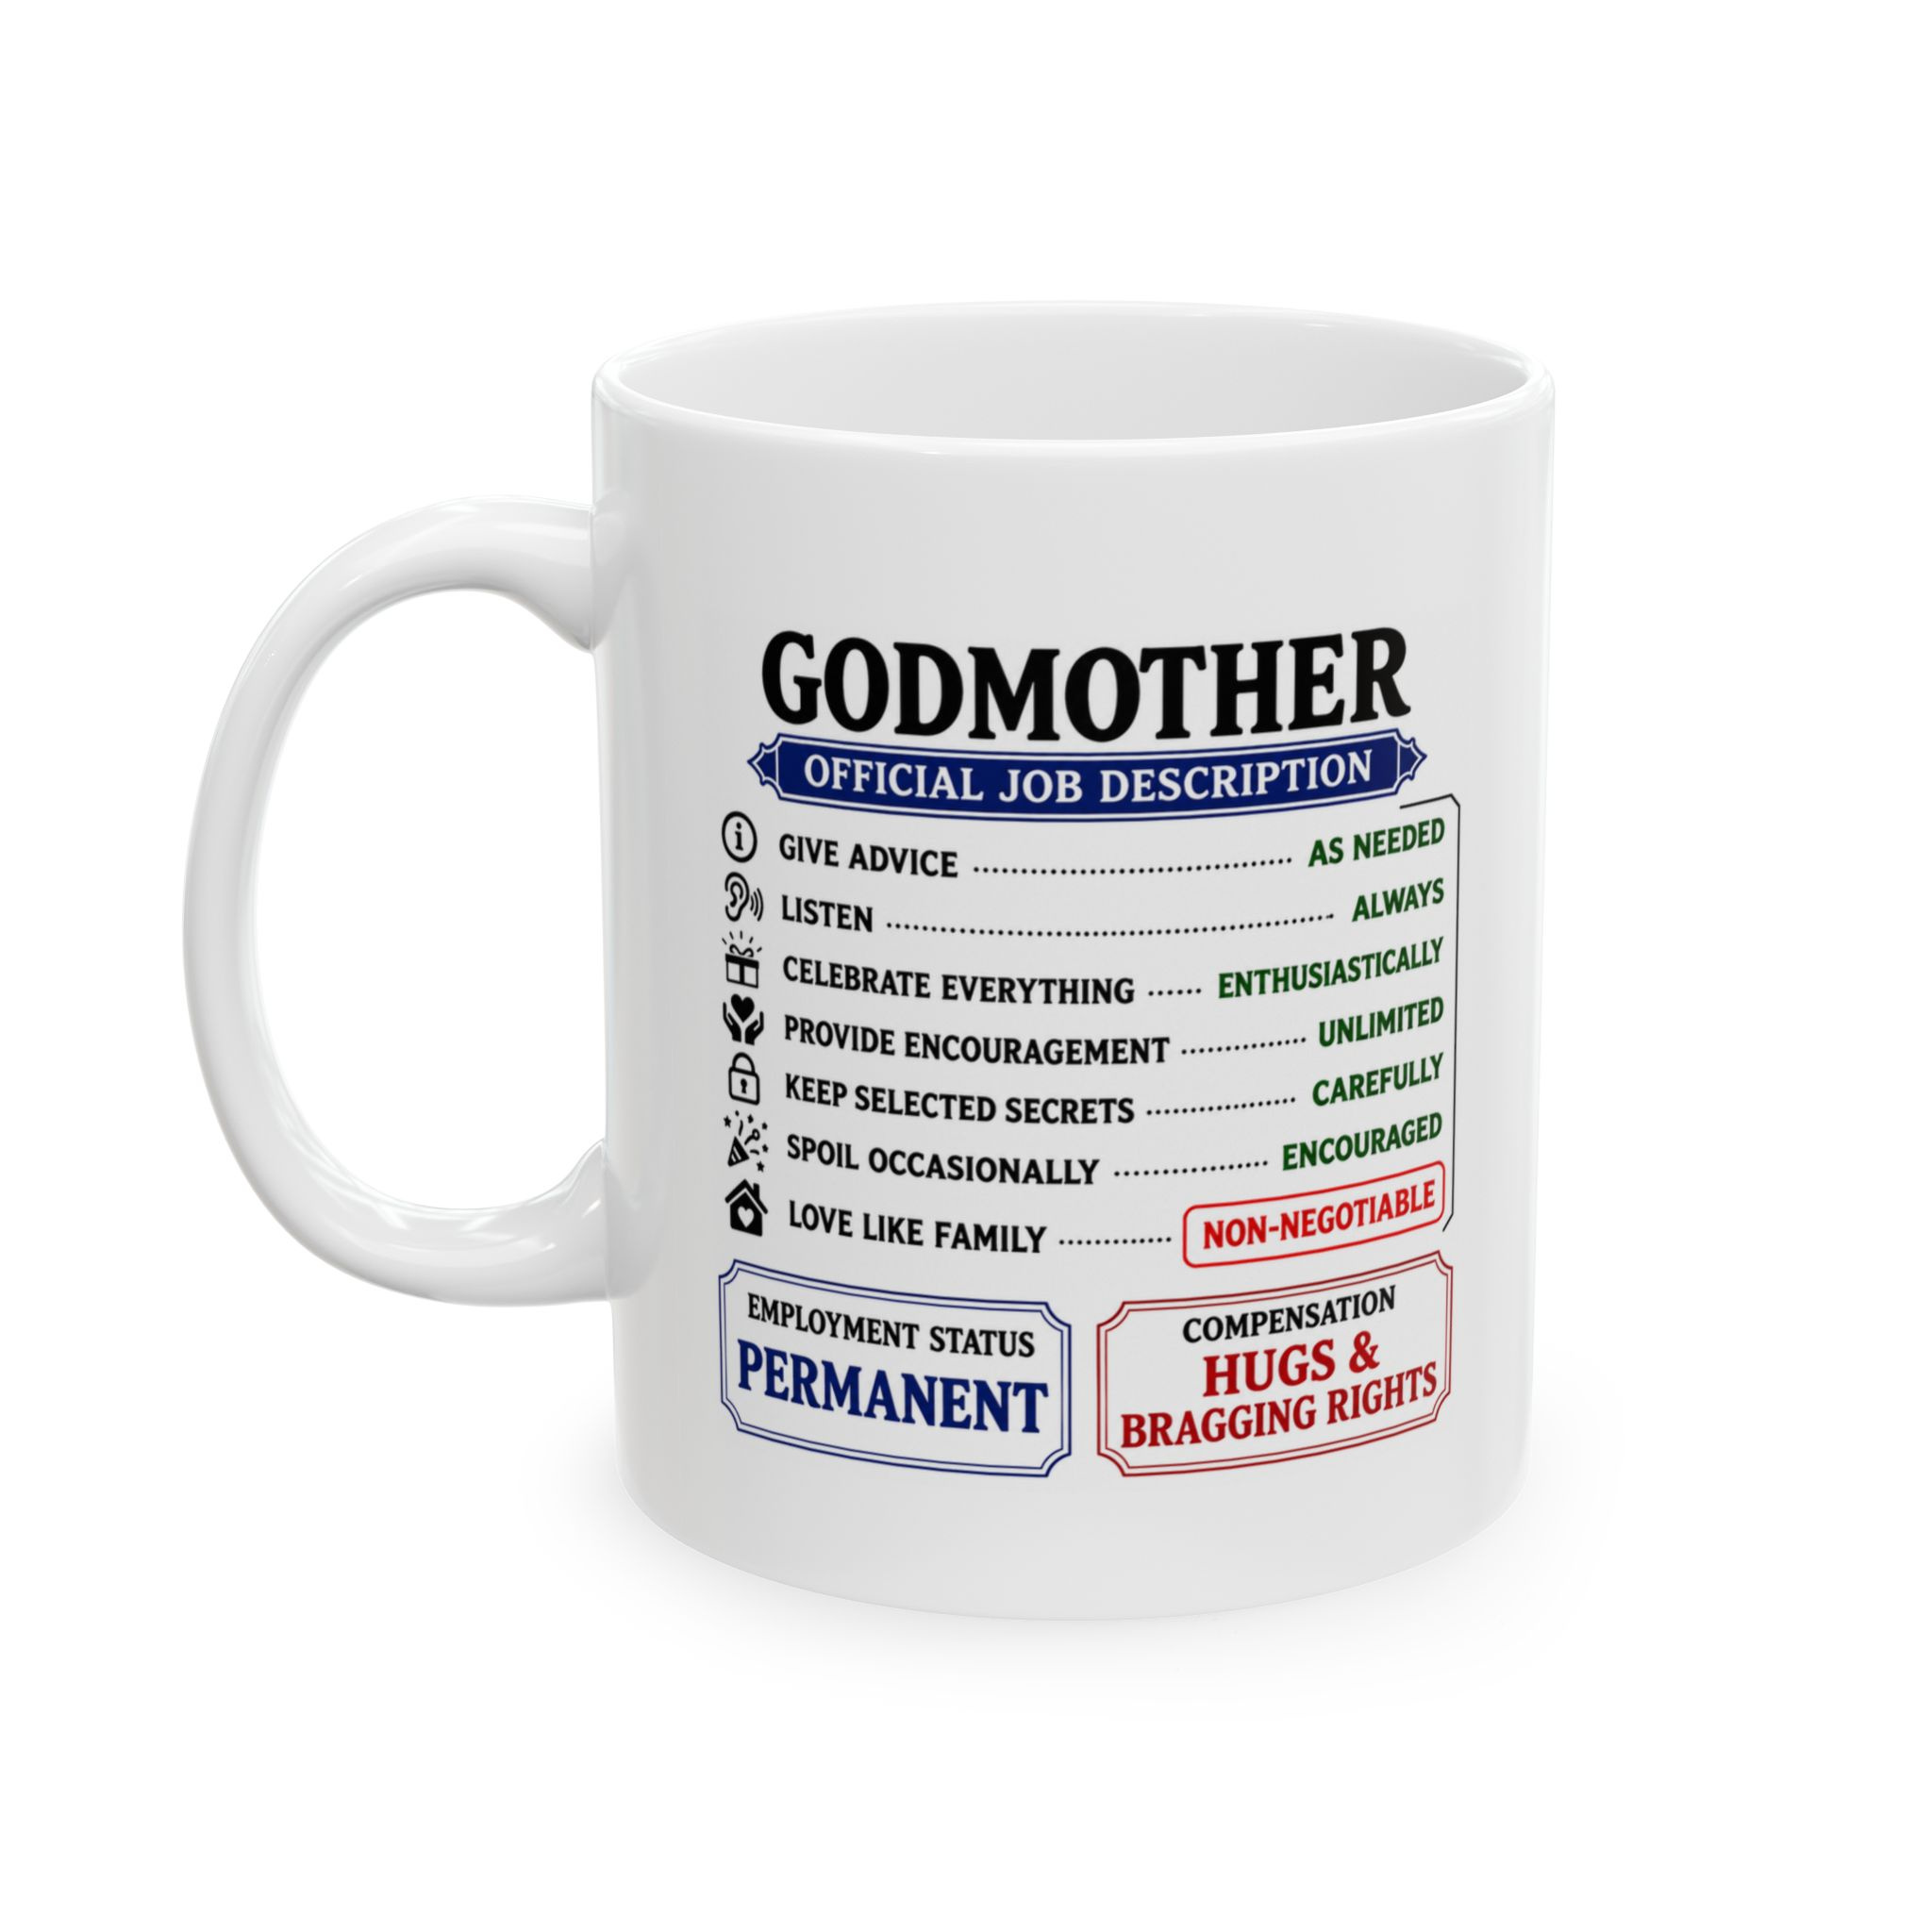 GODMOTHER
OFFICIAL JOB DESCRIPTION
GIVE ADVICE ................................... AS NEEDED
LISTEN ................................................ ALWAYS
CELEBRATE EVERYTHING ...... ENTHUSIASTICALLY
PROVIDE ENCOURAGEMENT .............. UNLIMITED
KEEP SELECTED SECRETS ................. CAREFULLY
SPOIL OCCASIONALLY ................. ENCOURAGED
LOVE LIKE FAMILY ............. NON-NEGOTIABLE
EMPLOYMENT STATUS
PERMANENT
COMPENSATION
HUGS &
BRAGGING RIGHTS